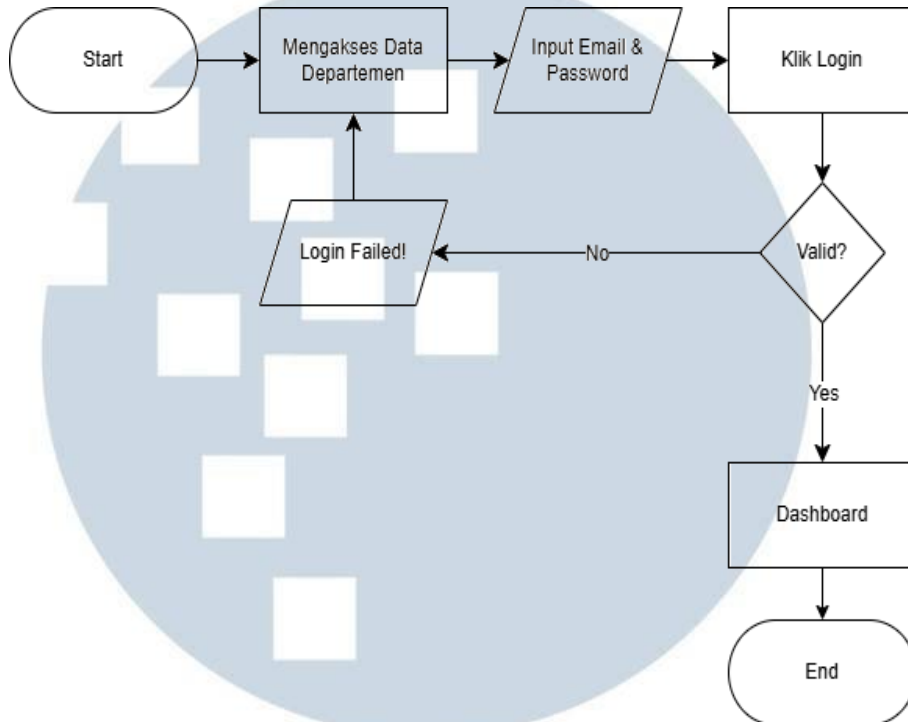 Start
Mengakses Data
Departemen
Input Email &
Password
Klik Login
Login Failed!
No
Valid?
Yes
Dashboard
End